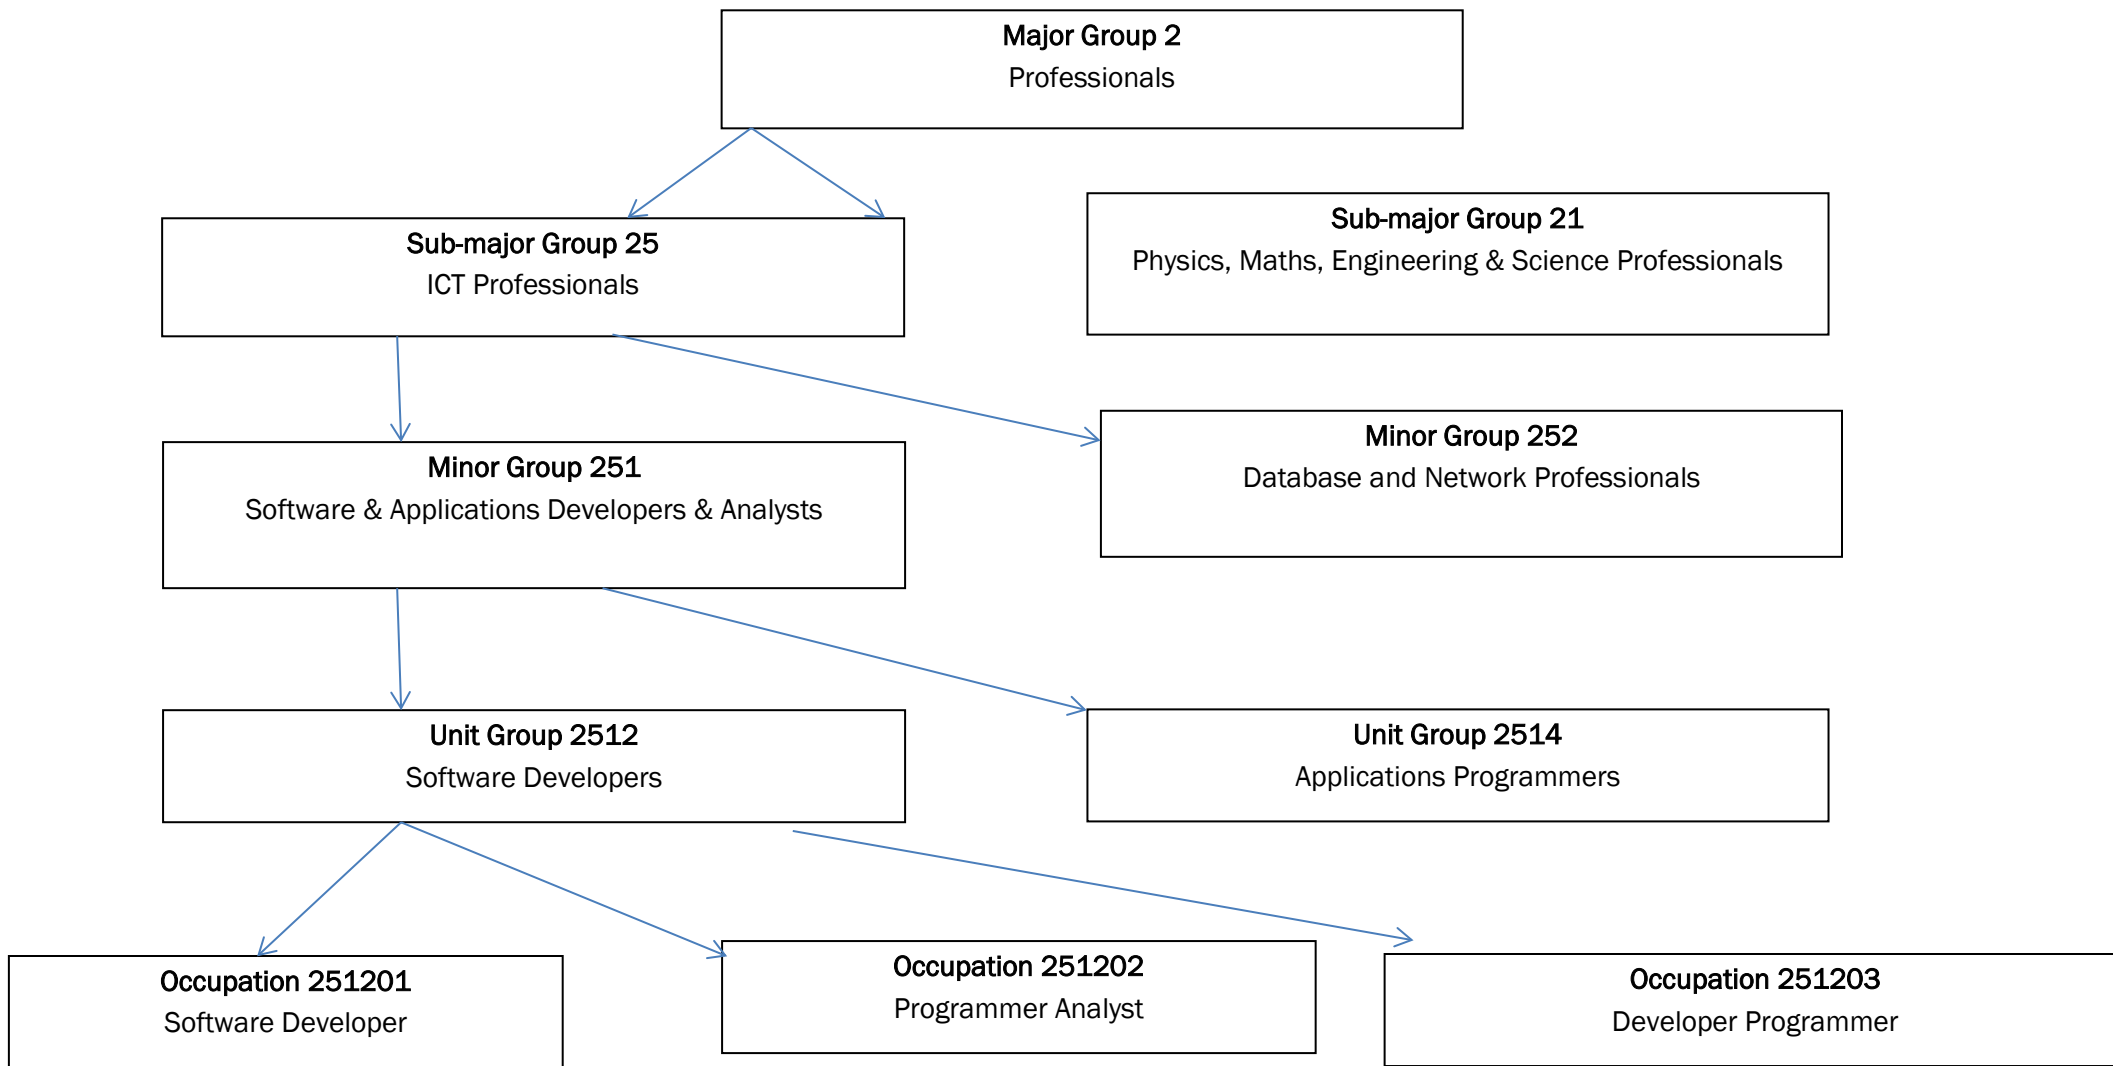 Major Group 2
Professionals
Sub-major Group 25
ICT Professionals
Sub-major Group 21
Physics, Maths, Engineering & Science Professionals
Minor Group 251
Software & Applications Developers & Analysts
Minor Group 252
Database and Network Professionals
Unit Group 2512
Software Developers
Unit Group 2514
Applications Programmers
Occupation 251201
Software Developer
Occupation 251202
Programmer Analyst
Occupation 251203
Developer Programmer